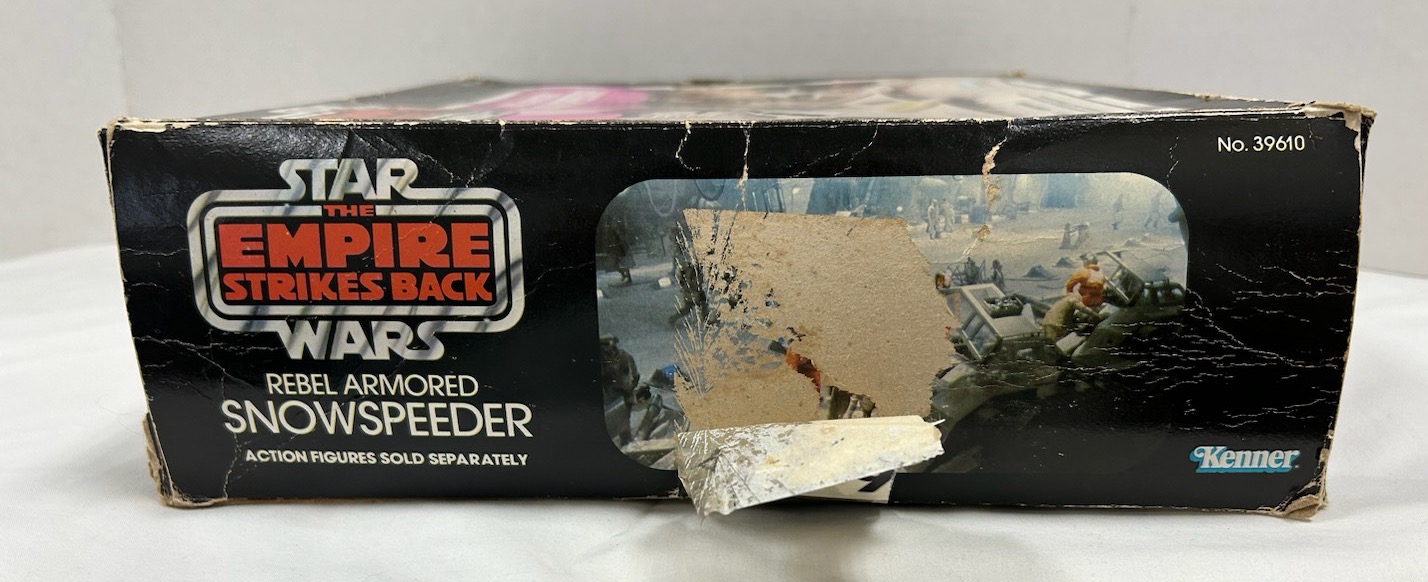 STAR
THE
EMPIRE
STRIKES BACK
WARS
REBEL ARMORED
SNOWSPEEDER
ACTION FIGURES SOLD SEPARATELY
No. 39610
Kenner